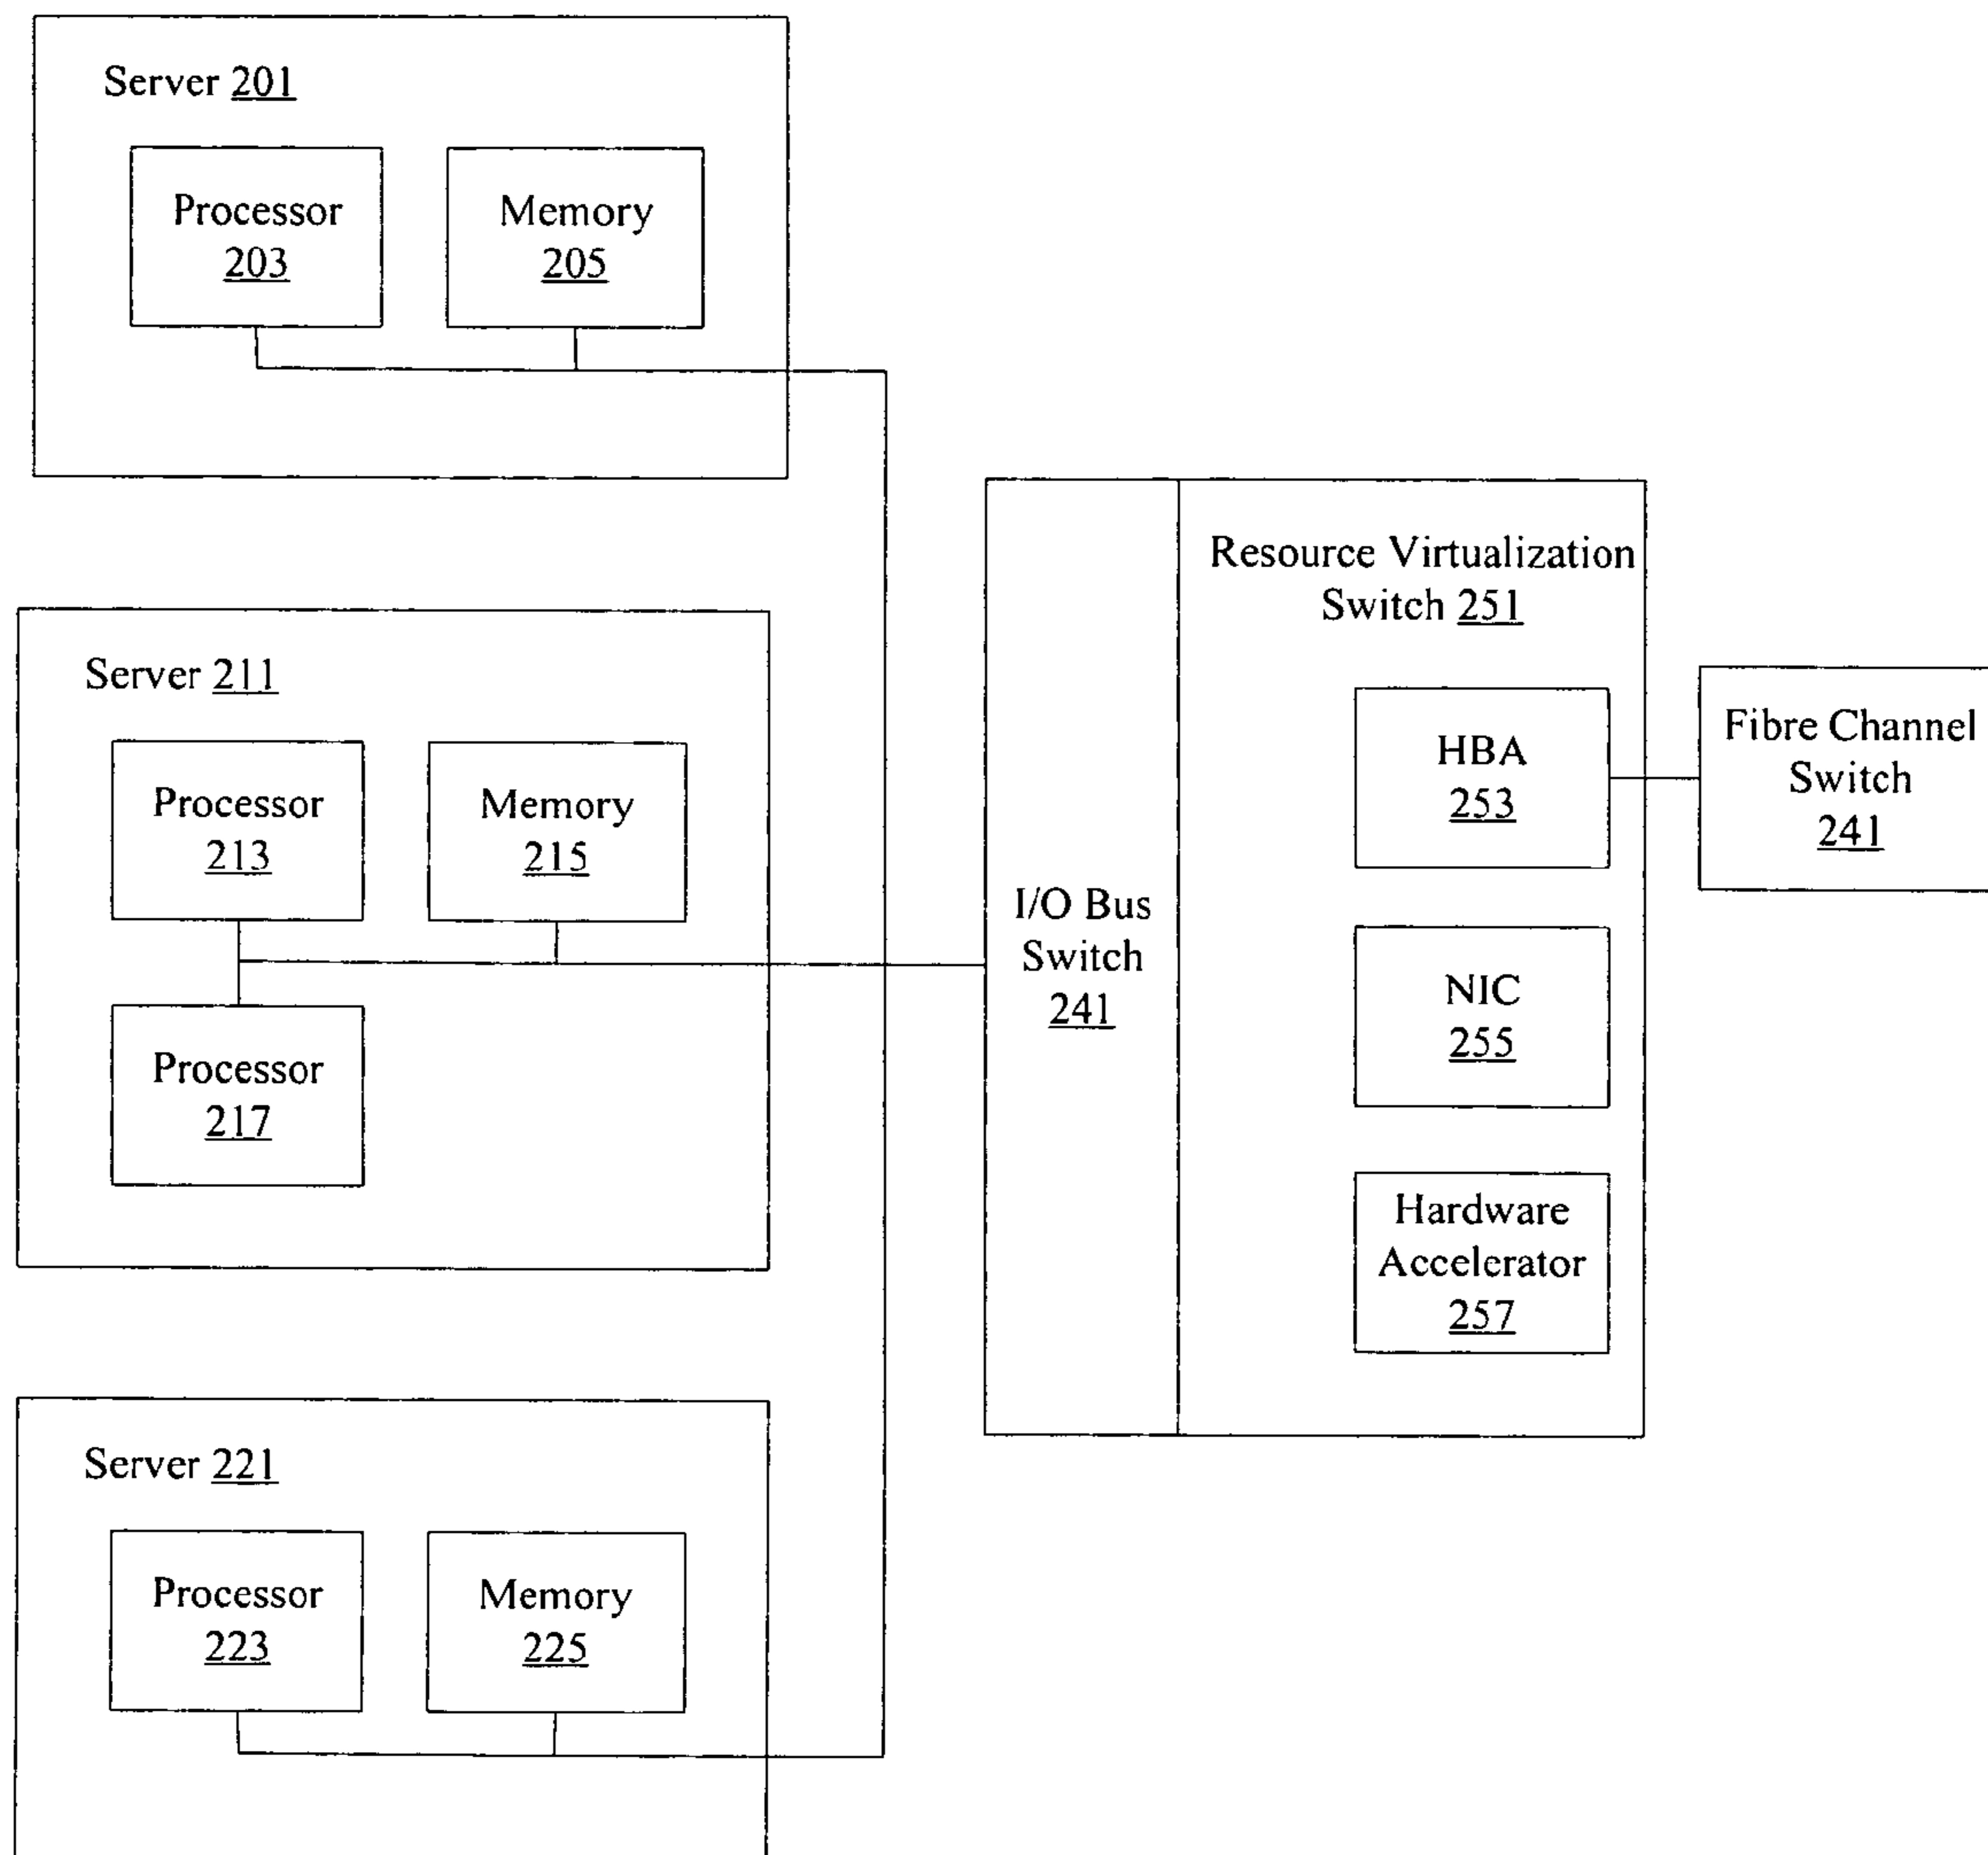 Server 201
Processor
203
Memory
205
Server 211
Processor
213
Memory
215
Processor
217
Server 221
Processor
223
Memory
225
I/O Bus
Switch
241
Resource Virtualization
Switch 251
HBA
253
NIC
255
Hardware
Accelerator
257
Fibre Channel
Switch
241